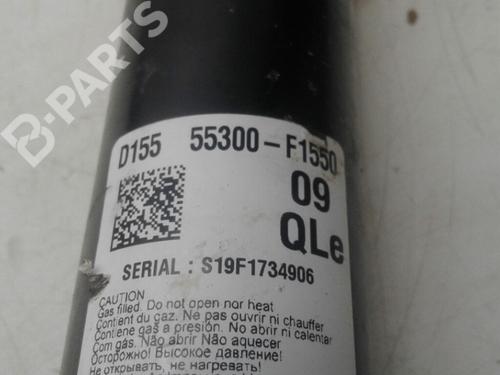 B-PARTS
D155 55300-F1550
09
QLe
SERIAL : S19F1734906
CAUTION
Gas filled. Do not open nor heat
Contient du gaz. Ne pas ouvrir ni chauffer
Contiene gas a presión. No abrir ni calentar
Com gás. Não abrir Não aquecer
Осторожно! Высокое давление!
Не открывать, не нагревать!